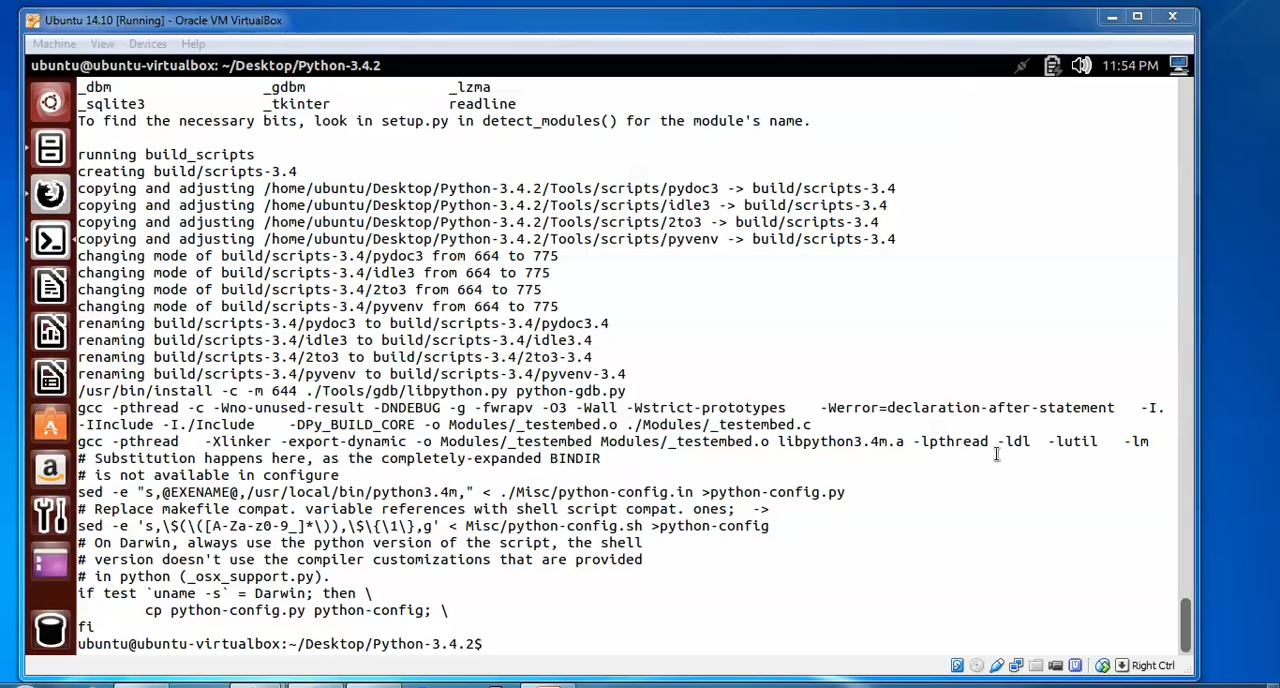 Ubuntu 14.10 [Running] - Oracle VM VirtualBox
Machine View Devices Help
ubuntu@ubuntu-virtualbox: ~/Desktop/Python-3.4.2 11:54 PM
_dbm _gdbm _lzma
_sqlite3 _tkinter readline
To find the necessary bits, look in setup.py in detect_modules() for the module's name.
running build_scripts
creating build/scripts-3.4
copying and adjusting /home/ubuntu/Desktop/Python-3.4.2/Tools/scripts/pydoc3 -> build/scripts-3.4
copying and adjusting /home/ubuntu/Desktop/Python-3.4.2/Tools/scripts/idle3 -> build/scripts-3.4
copying and adjusting /home/ubuntu/Desktop/Python-3.4.2/Tools/scripts/2to3 -> build/scripts-3.4
copying and adjusting /home/ubuntu/Desktop/Python-3.4.2/Tools/scripts/pyvenv -> build/scripts-3.4
changing mode of build/scripts-3.4/pydoc3 from 664 to 775
changing mode of build/scripts-3.4/idle3 from 664 to 775
changing mode of build/scripts-3.4/2to3 from 664 to 775
changing mode of build/scripts-3.4/pyvenv from 664 to 775
renaming build/scripts-3.4/pydoc3 to build/scripts-3.4/pydoc3.4
renaming build/scripts-3.4/idle3 to build/scripts-3.4/idle3.4
renaming build/scripts-3.4/2to3 to build/scripts-3.4/2to3-3.4
renaming build/scripts-3.4/pyvenv to build/scripts-3.4/pyvenv-3.4
/usr/bin/install -c -m 644 ./Tools/gdb/libpython.py python-gdb.py
gcc -pthread -c -Wno-unused-result -DNDEBUG -g -fwrapv -O3 -Wall -Wstrict-prototypes -Werror=declaration-after-statement -I.
-IInclude -I./Include -DPy_BUILD_CORE -o Modules/_testembed.o ./Modules/_testembed.c
gcc -pthread -Xlinker -export-dynamic -o Modules/_testembed Modules/_testembed.o libpython3.4m.a -lpthread -ldl -lutil -lm
# Substitution happens here, as the completely-expanded BINDIR
# is not available in configure
sed -e "s,@EXENAME@,/usr/local/bin/python3.4m," < ./Misc/python-config.in >python-config.py
# Replace makefile compat. variable references with shell script compat. ones; ->
sed -e 's,\$(\([A-Za-z0-9_]*\)),\$\{\1\},g' < Misc/python-config.sh >python-config
# On Darwin, always use the python version of the script, the shell
# version doesn't use the compiler customizations that are provided
# in python (_osx_support.py).
if test `uname -s` = Darwin; then \
cp python-config.py python-config; \
fi
ubuntu@ubuntu-virtualbox:~/Desktop/Python-3.4.2$
Right Ctrl